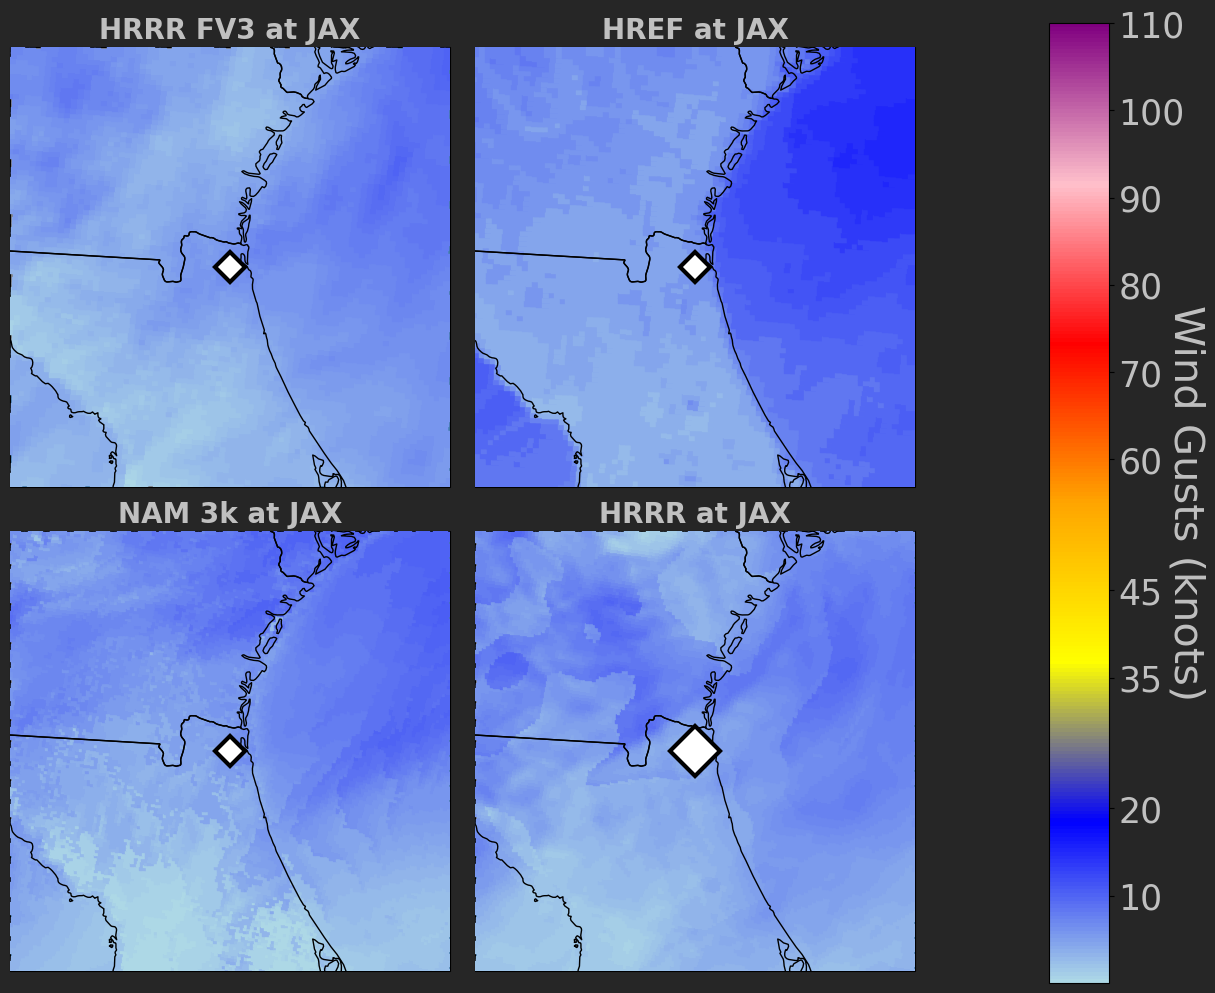 HRRR FV3 at JAX
HREF at JAX
NAM 3k at JAX
HRRR at JAX
110
100
90
80
70
60
45
35
20
10
Wind Gusts (knots)